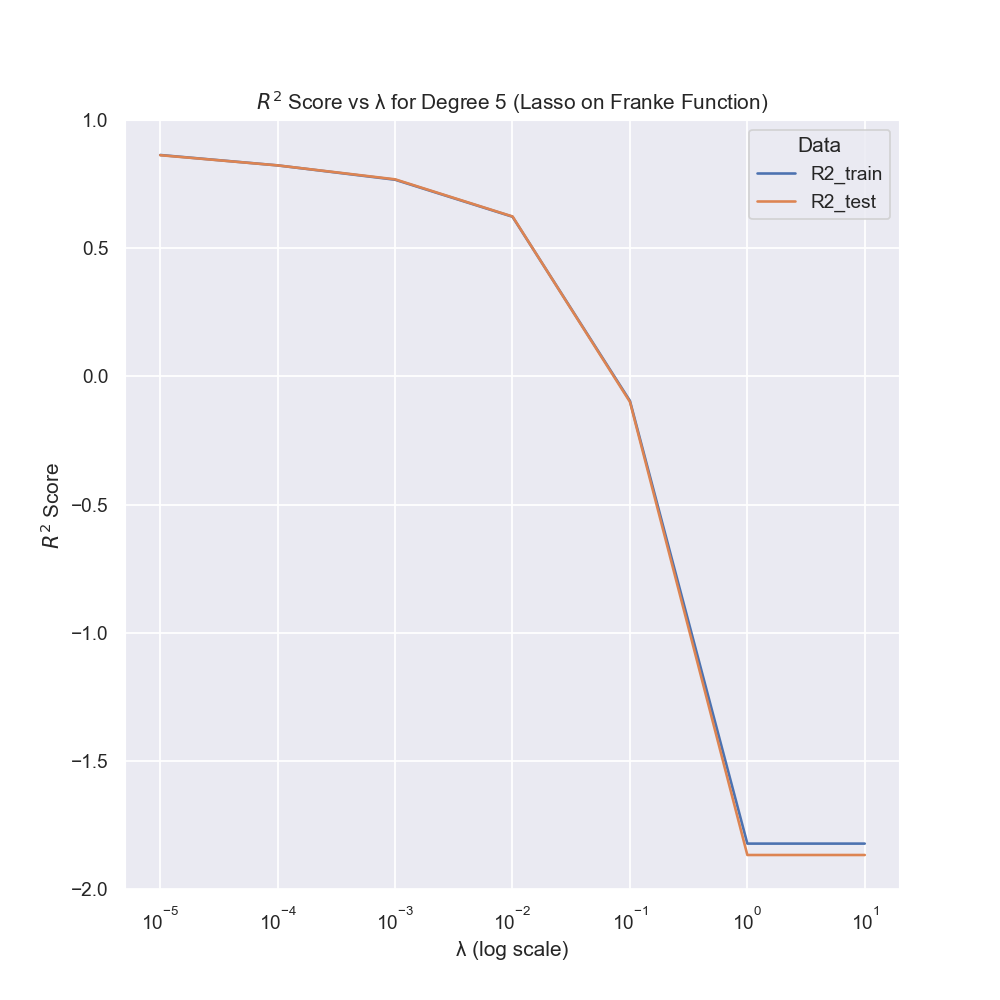 R² Score vs λ for Degree 5 (Lasso on Franke Function)
Data
R2_train
R2_test
R² Score
1.0
0.5
0.0
−0.5
−1.0
−1.5
−2.0
10⁻⁵ 10⁻⁴ 10⁻³ 10⁻² 10⁻¹ 10⁰ 10¹
λ (log scale)